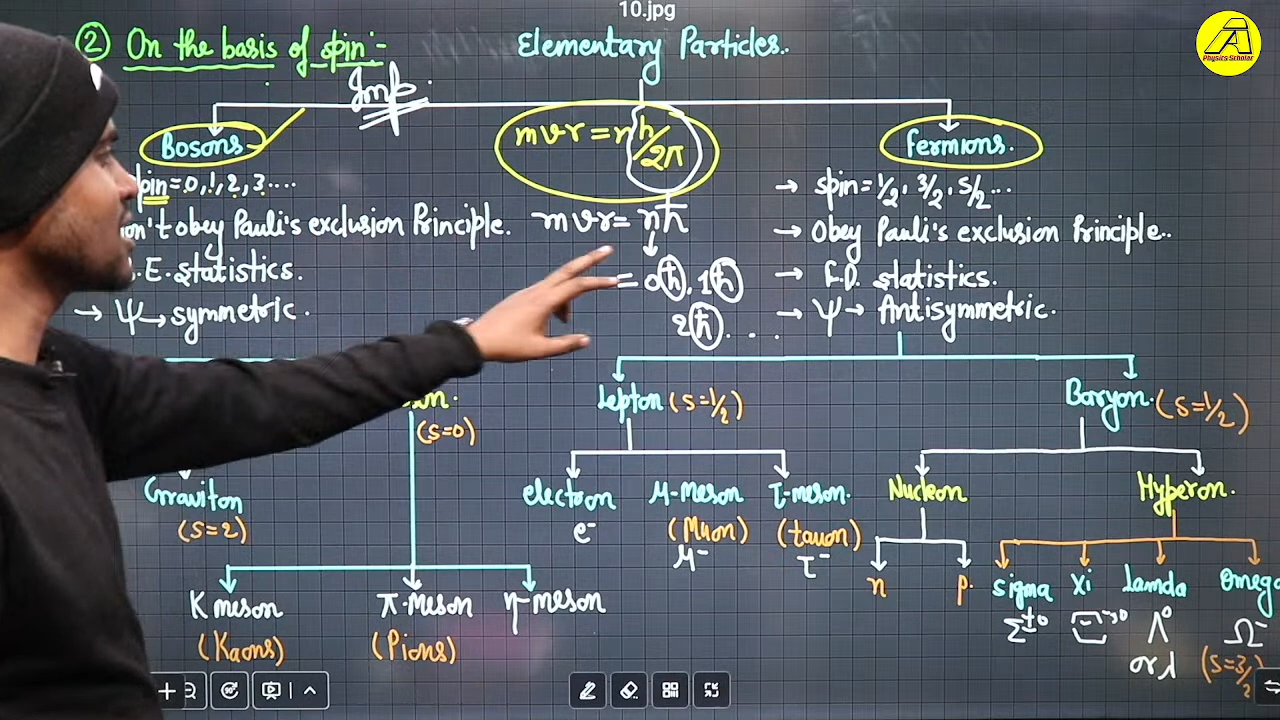 10.jpg
② On the basis of spin:-
Elementary Particles..
Physics Scholar
Imp.
Bosons
mvr = n h/2π
Fermions.
spin = 0, 1, 2, 3....
→ spin = 1/2, 3/2, 5/2...
mvr = nħ
Don't obey Pauli's exclusion Principle.
→ Obey Pauli's exclusion Principle..
.E. statistics.
= 0ħ, 1ħ
→ F.D. statistics.
→ ψ → symmetric.
2ħ . . . .
→ ψ → Antisymmetric.
(S=0)
Lepton (S=1/2)
Baryon. (S=1/2)
Graviton
(S=2)
electron
e⁻
μ-Meson
(Muon)
μ⁻
τ-meson.
(tauon)
τ⁻
Nucleon
Hyperon.
n
p.
Sigma
Σ±0
Xi
Ξ⁻,0
Lamda
Λ⁰
or λ
Omega
Ω⁻
(S=3/2)
K meson
(Kaons)
π-Meson
(Pions)
η-meson